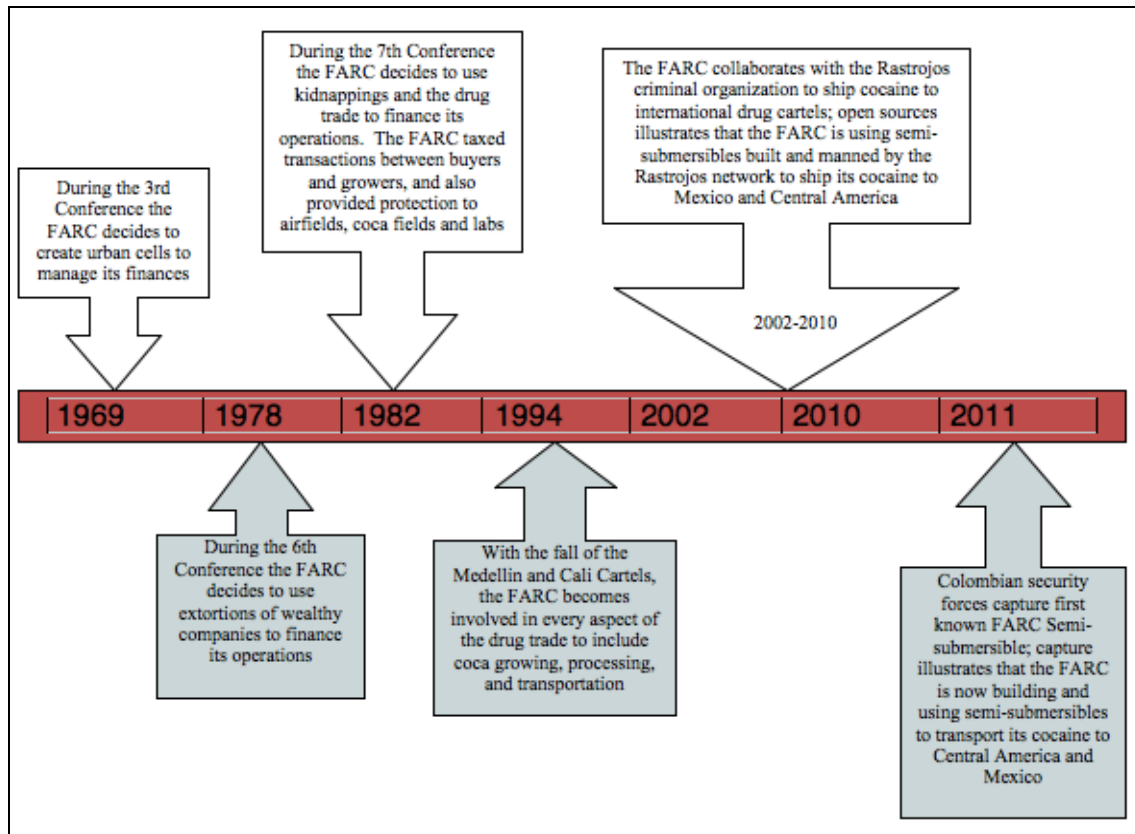 During the 3rd
Conference the
FARC decides to
create urban cells to
manage its finances
During the 7th Conference
the FARC decides to use
kidnappings and the drug
trade to finance its
operations.  The FARC taxed
transactions between buyers
and growers, and also
provided protection to
airfields, coca fields and labs
The FARC collaborates with the Rastrojos
criminal organization to ship cocaine to
international drug cartels; open sources
illustrates that the FARC is using semi-
submersibles built and manned by the
Rastrojos network to ship its cocaine to
Mexico and Central America
2002-2010
1969 1978 1982 1994 2002 2010 2011
During the 6th
Conference the FARC
decides to use
extortions of wealthy
companies to finance
its operations
With the fall of the
Medellin and Cali Cartels,
the FARC becomes
involved in every aspect
of the drug trade to include
coca growing, processing,
and transportation
Colombian security
forces capture first
known FARC Semi-
submersible; capture
illustrates that the FARC
is now building and
using semi-submersibles
to transport its cocaine to
Central America and
Mexico